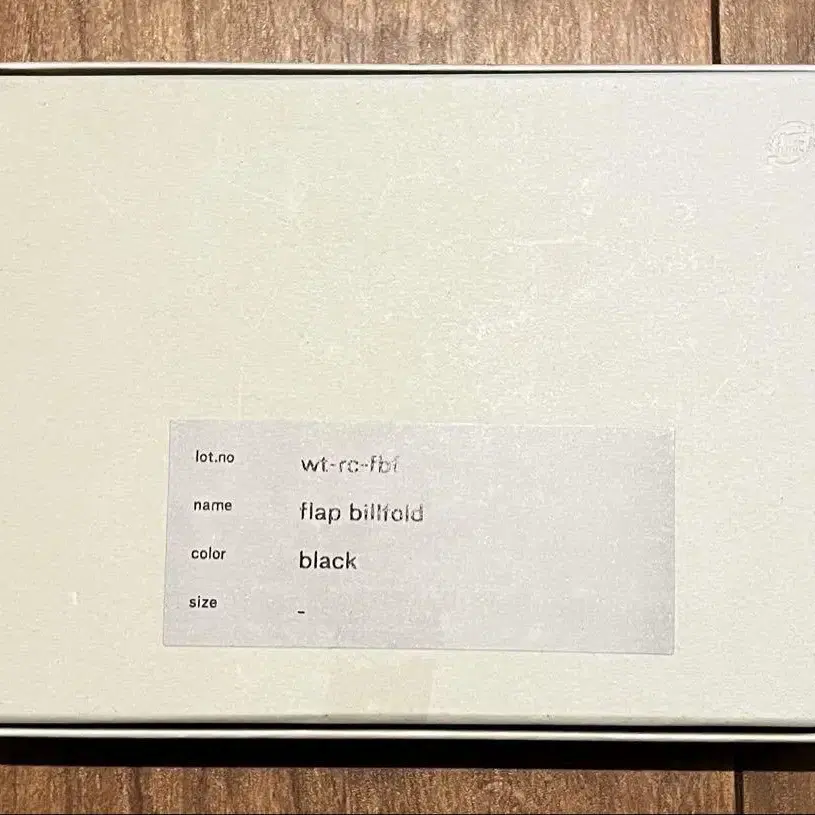 lot.no wt-rc-fbf
name flap billfold
color black
size -